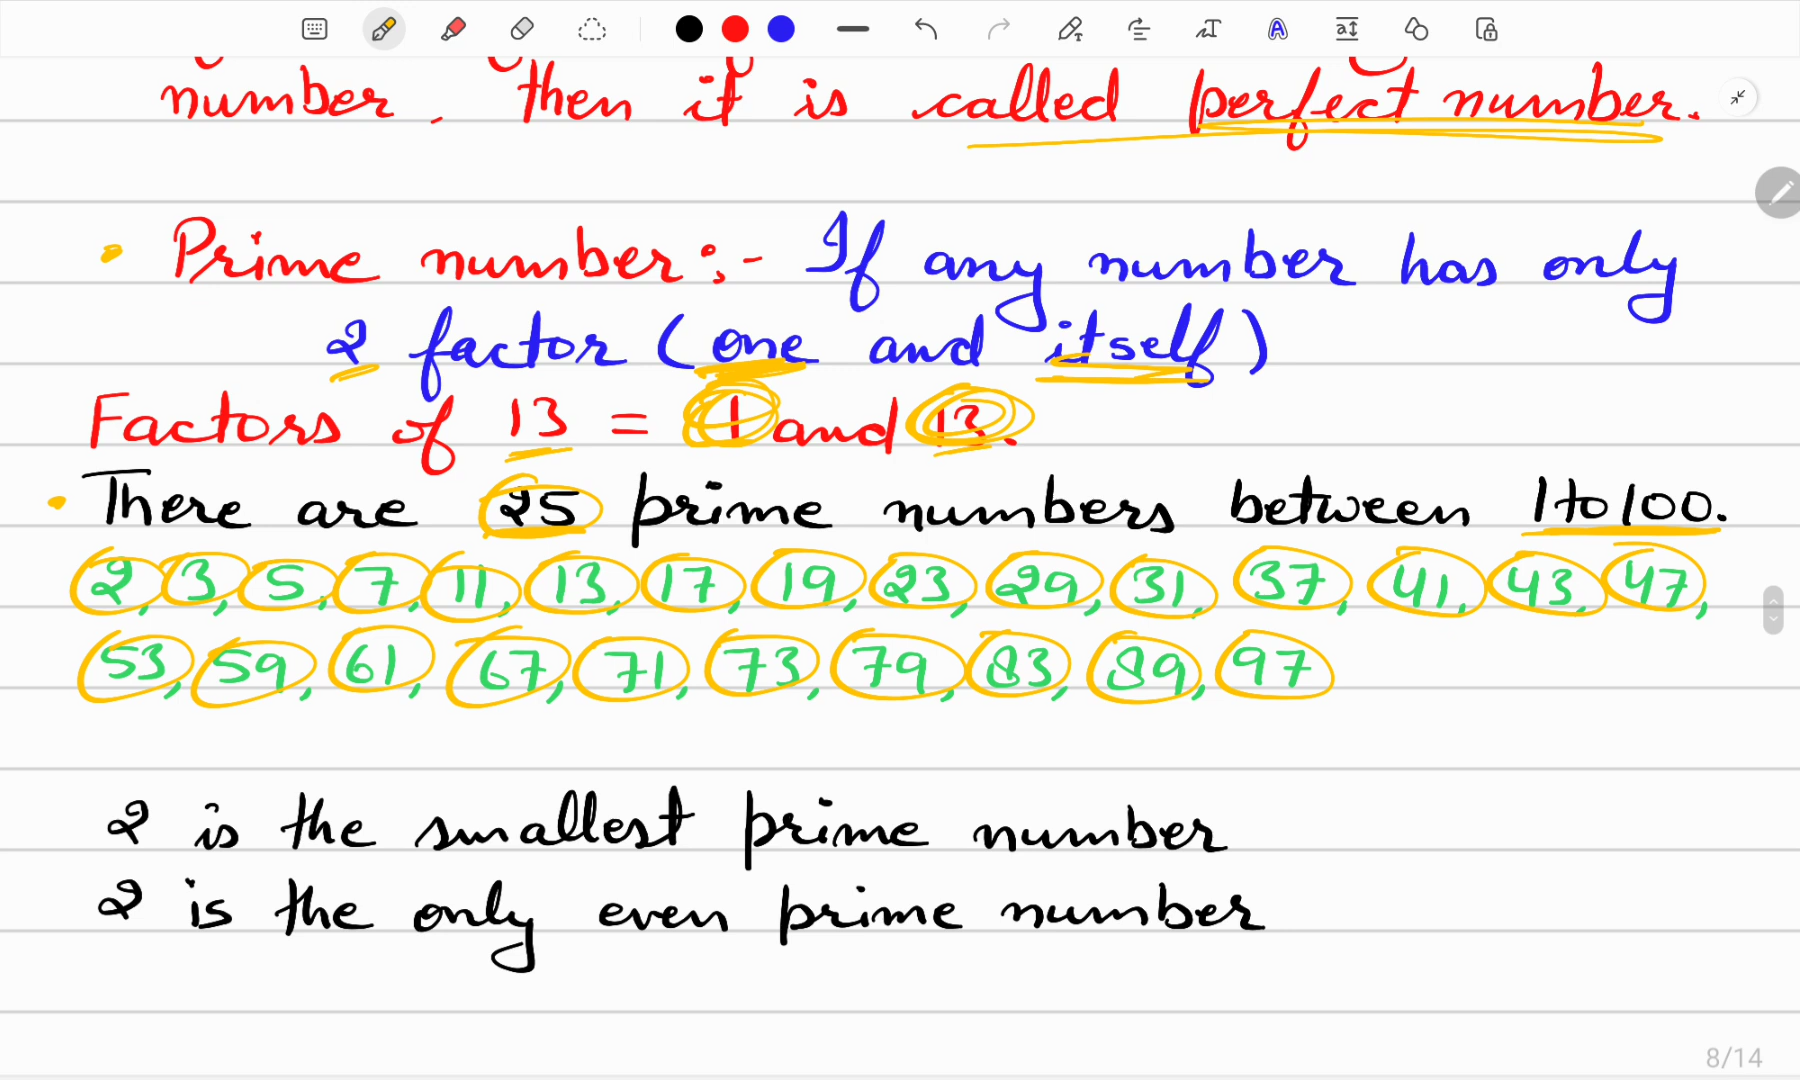 number. then it is called perfect number.
• Prime number :- If any number has only
2 factor (one and itself)
Factors of 13 = 1 and 13.
• There are 25 prime numbers between 1 to 100.
2, 3, 5, 7, 11, 13, 17, 19, 23, 29, 31, 37, 41, 43, 47,
53, 59, 61, 67, 71, 73, 79, 83, 89, 97
2 is the smallest prime number
2 is the only even prime number
8/14